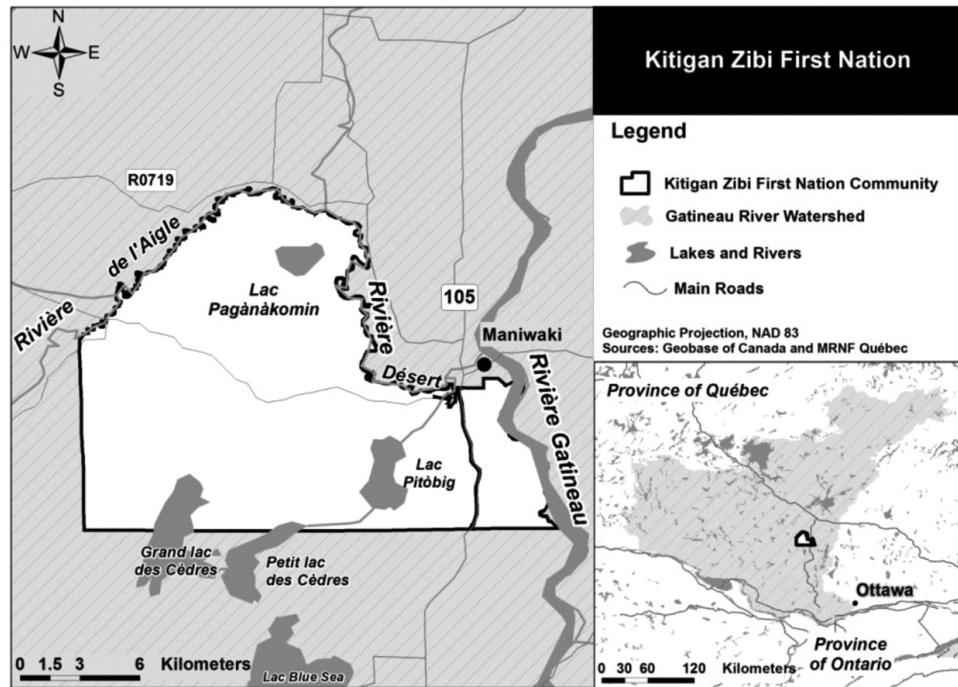 N
W E
S
R0719
Rivière
de l'Aigle
Lac
Pagànàkomin
Rivière
Désert
105
Maniwaki
Rivière Gatineau
Lac
Pitòbig
Grand lac
des Cèdres
Petit lac
des Cèdres
Lac Blue Sea
0 1.5 3 6 Kilometers
Kitigan Zibi First Nation
Legend
Kitigan Zibi First Nation Community
Gatineau River Watershed
Lakes and Rivers
Main Roads
Geographic Projection, NAD 83
Sources: Geobase of Canada and MRNF Québec
Province of Québec
Ottawa
Province
of Ontario
0 30 60 120 Kilometers